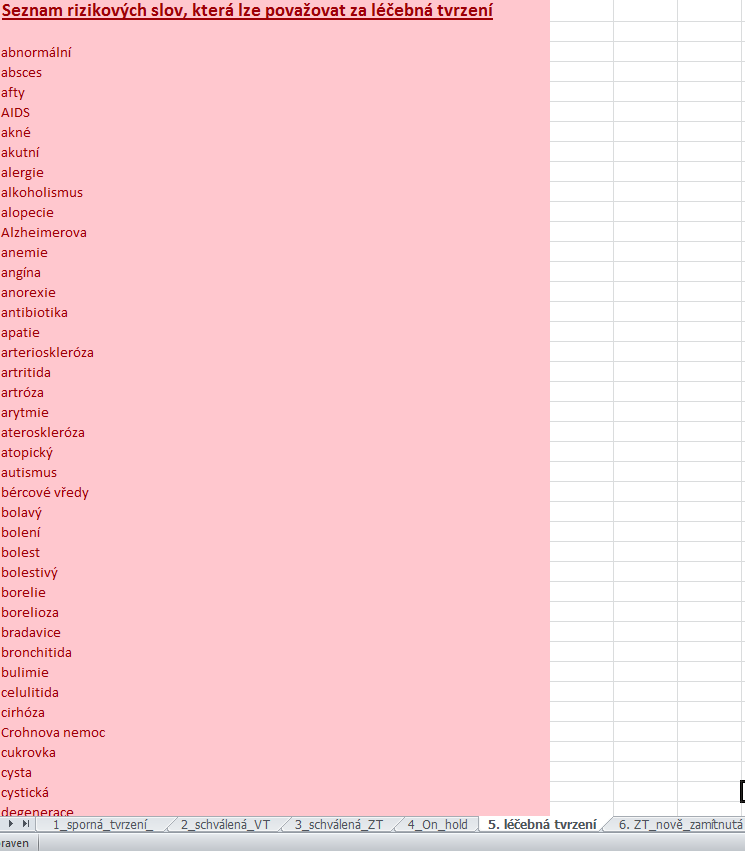 Seznam rizikových slov, která lze považovat za léčebná tvrzení
abnormální
absces
afty
AIDS
akné
akutní
alergie
alkoholismus
alopecie
Alzheimerova
anemie
angína
anorexie
antibiotika
apatie
arterioskleróza
artritida
artróza
arytmie
ateroskleróza
atopický
autismus
bércové vředy
bolavý
bolení
bolest
bolestivý
borelie
borelioza
bradavice
bronchitida
bulimie
celulitida
cirhóza
Crohnova nemoc
cukrovka
cysta
cystická
degenerace
1_sporná_tvrzení_ 2_schválená_VT 3_schválená_ZT 4_On_hold 5. léčebná tvrzení 6. ZT_nově_zamítnutá
raven